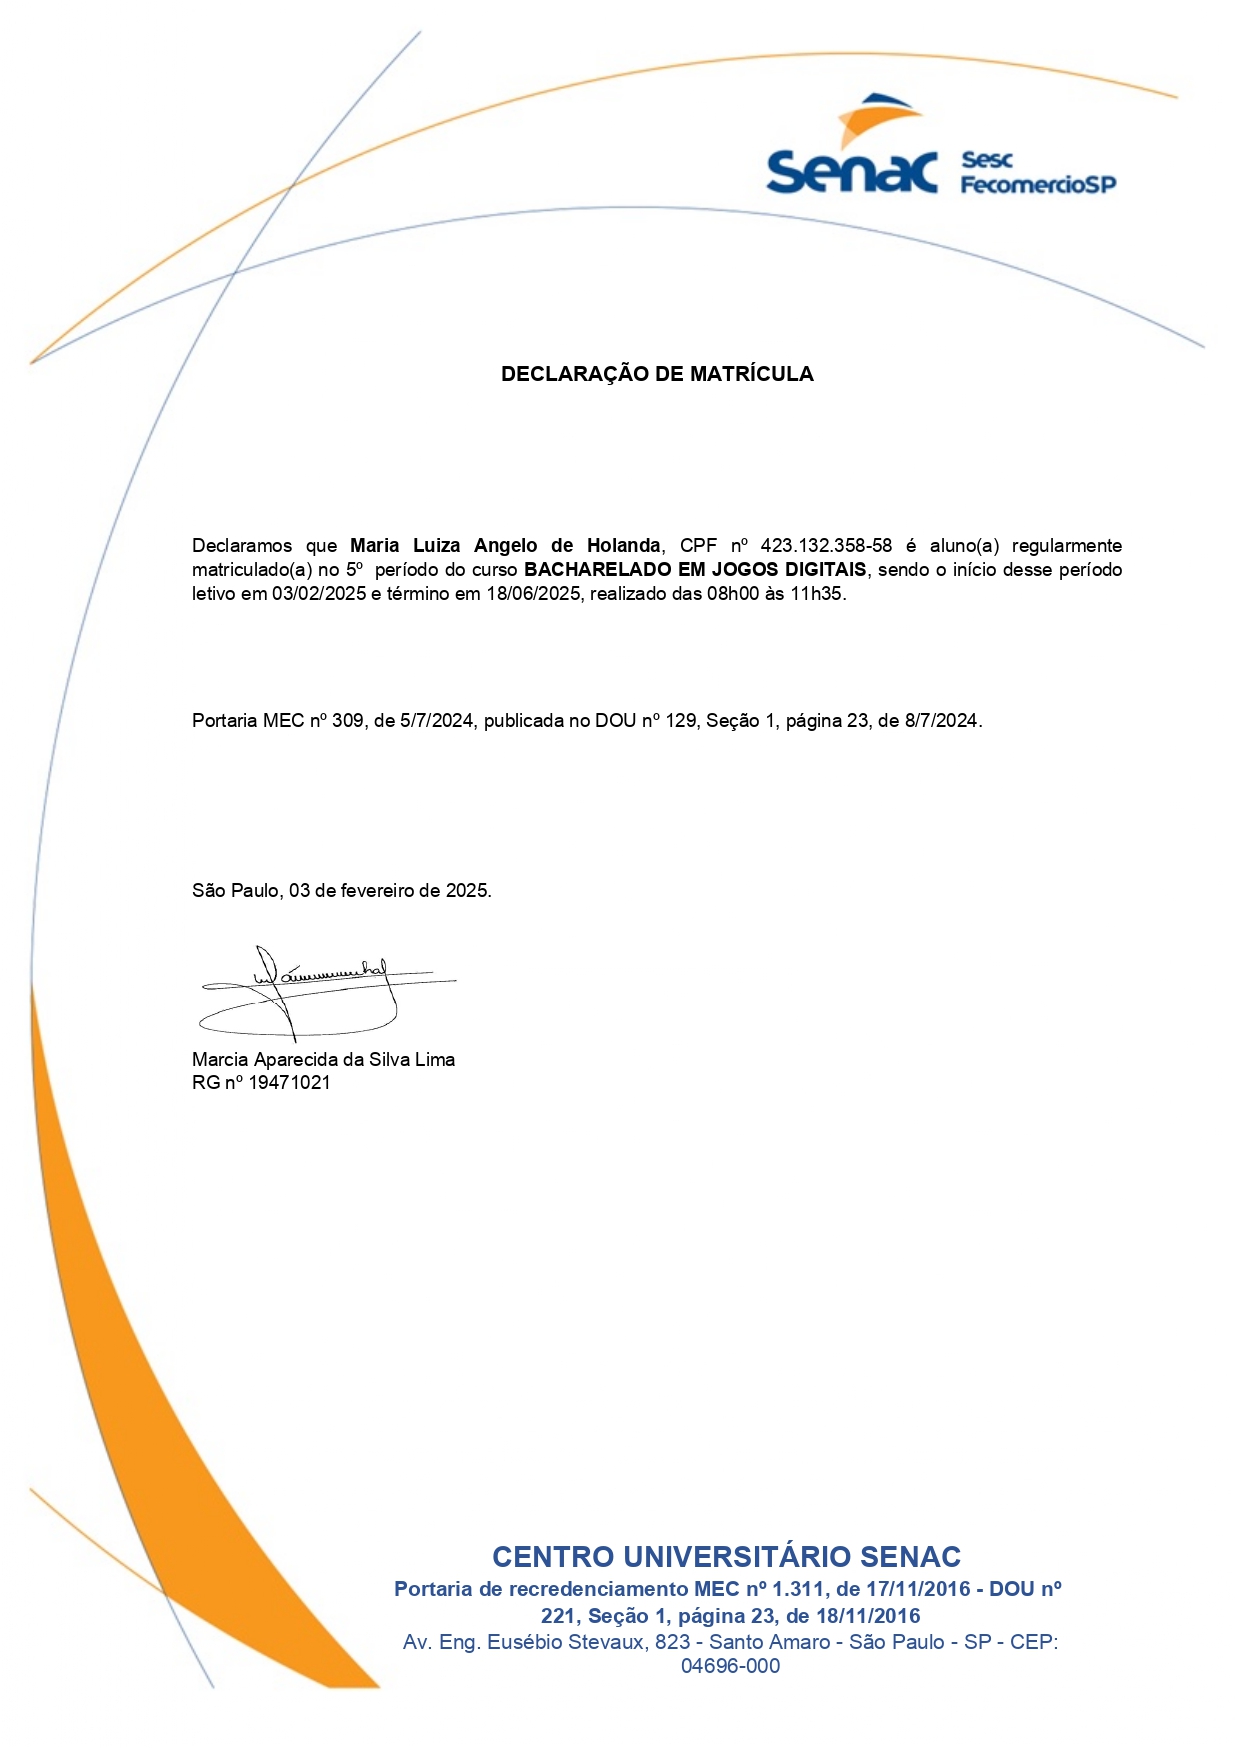 Senac Sesc
FecomercioSP
DECLARAÇÃO DE MATRÍCULA
Declaramos que Maria Luiza Angelo de Holanda, CPF nº 423.132.358-58 é aluno(a) regularmente
matriculado(a) no 5º período do curso BACHARELADO EM JOGOS DIGITAIS, sendo o início desse período
letivo em 03/02/2025 e término em 18/06/2025, realizado das 08h00 às 11h35.
Portaria MEC nº 309, de 5/7/2024, publicada no DOU nº 129, Seção 1, página 23, de 8/7/2024.
São Paulo, 03 de fevereiro de 2025.
Marcia Aparecida da Silva Lima
RG nº 19471021
CENTRO UNIVERSITÁRIO SENAC
Portaria de recredenciamento MEC nº 1.311, de 17/11/2016 - DOU nº
221, Seção 1, página 23, de 18/11/2016
Av. Eng. Eusébio Stevaux, 823 - Santo Amaro - São Paulo - SP - CEP:
04696-000